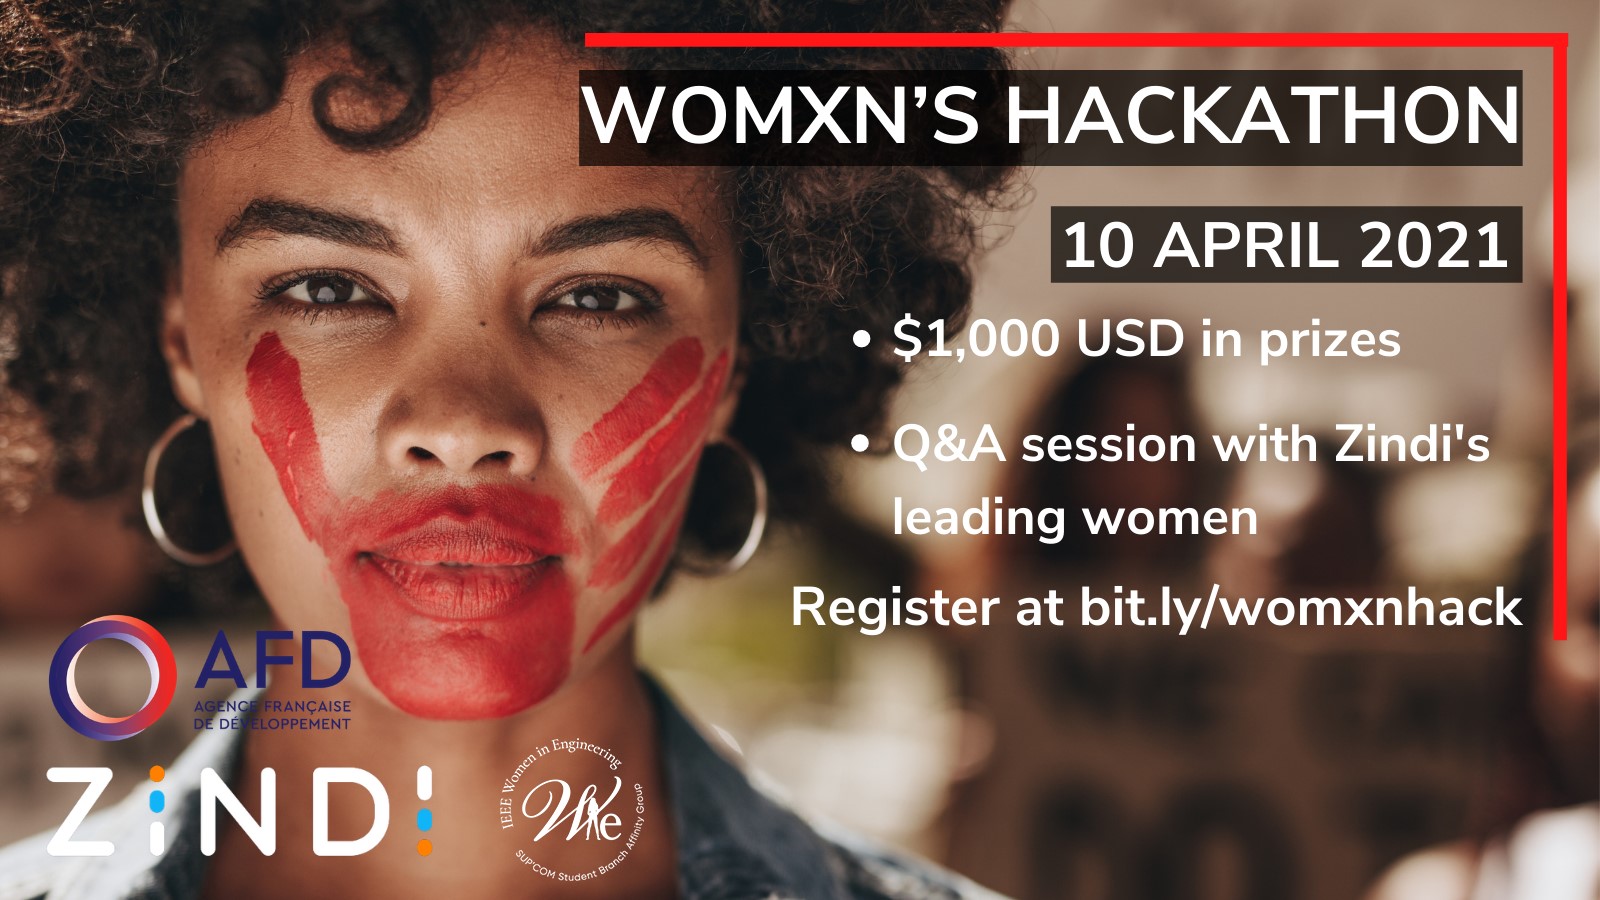 WOMXN’S HACKATHON
10 APRIL 2021
• $1,000 USD in prizes
• Q&A session with Zindi's
leading women
Register at bit.ly/womxnhack
AFD
AGENCE FRANÇAISE
DE DÉVELOPPEMENT
ZiNDi
IEEE Women in Engineering
WIE
SUP'COM Student Branch Affinity Group